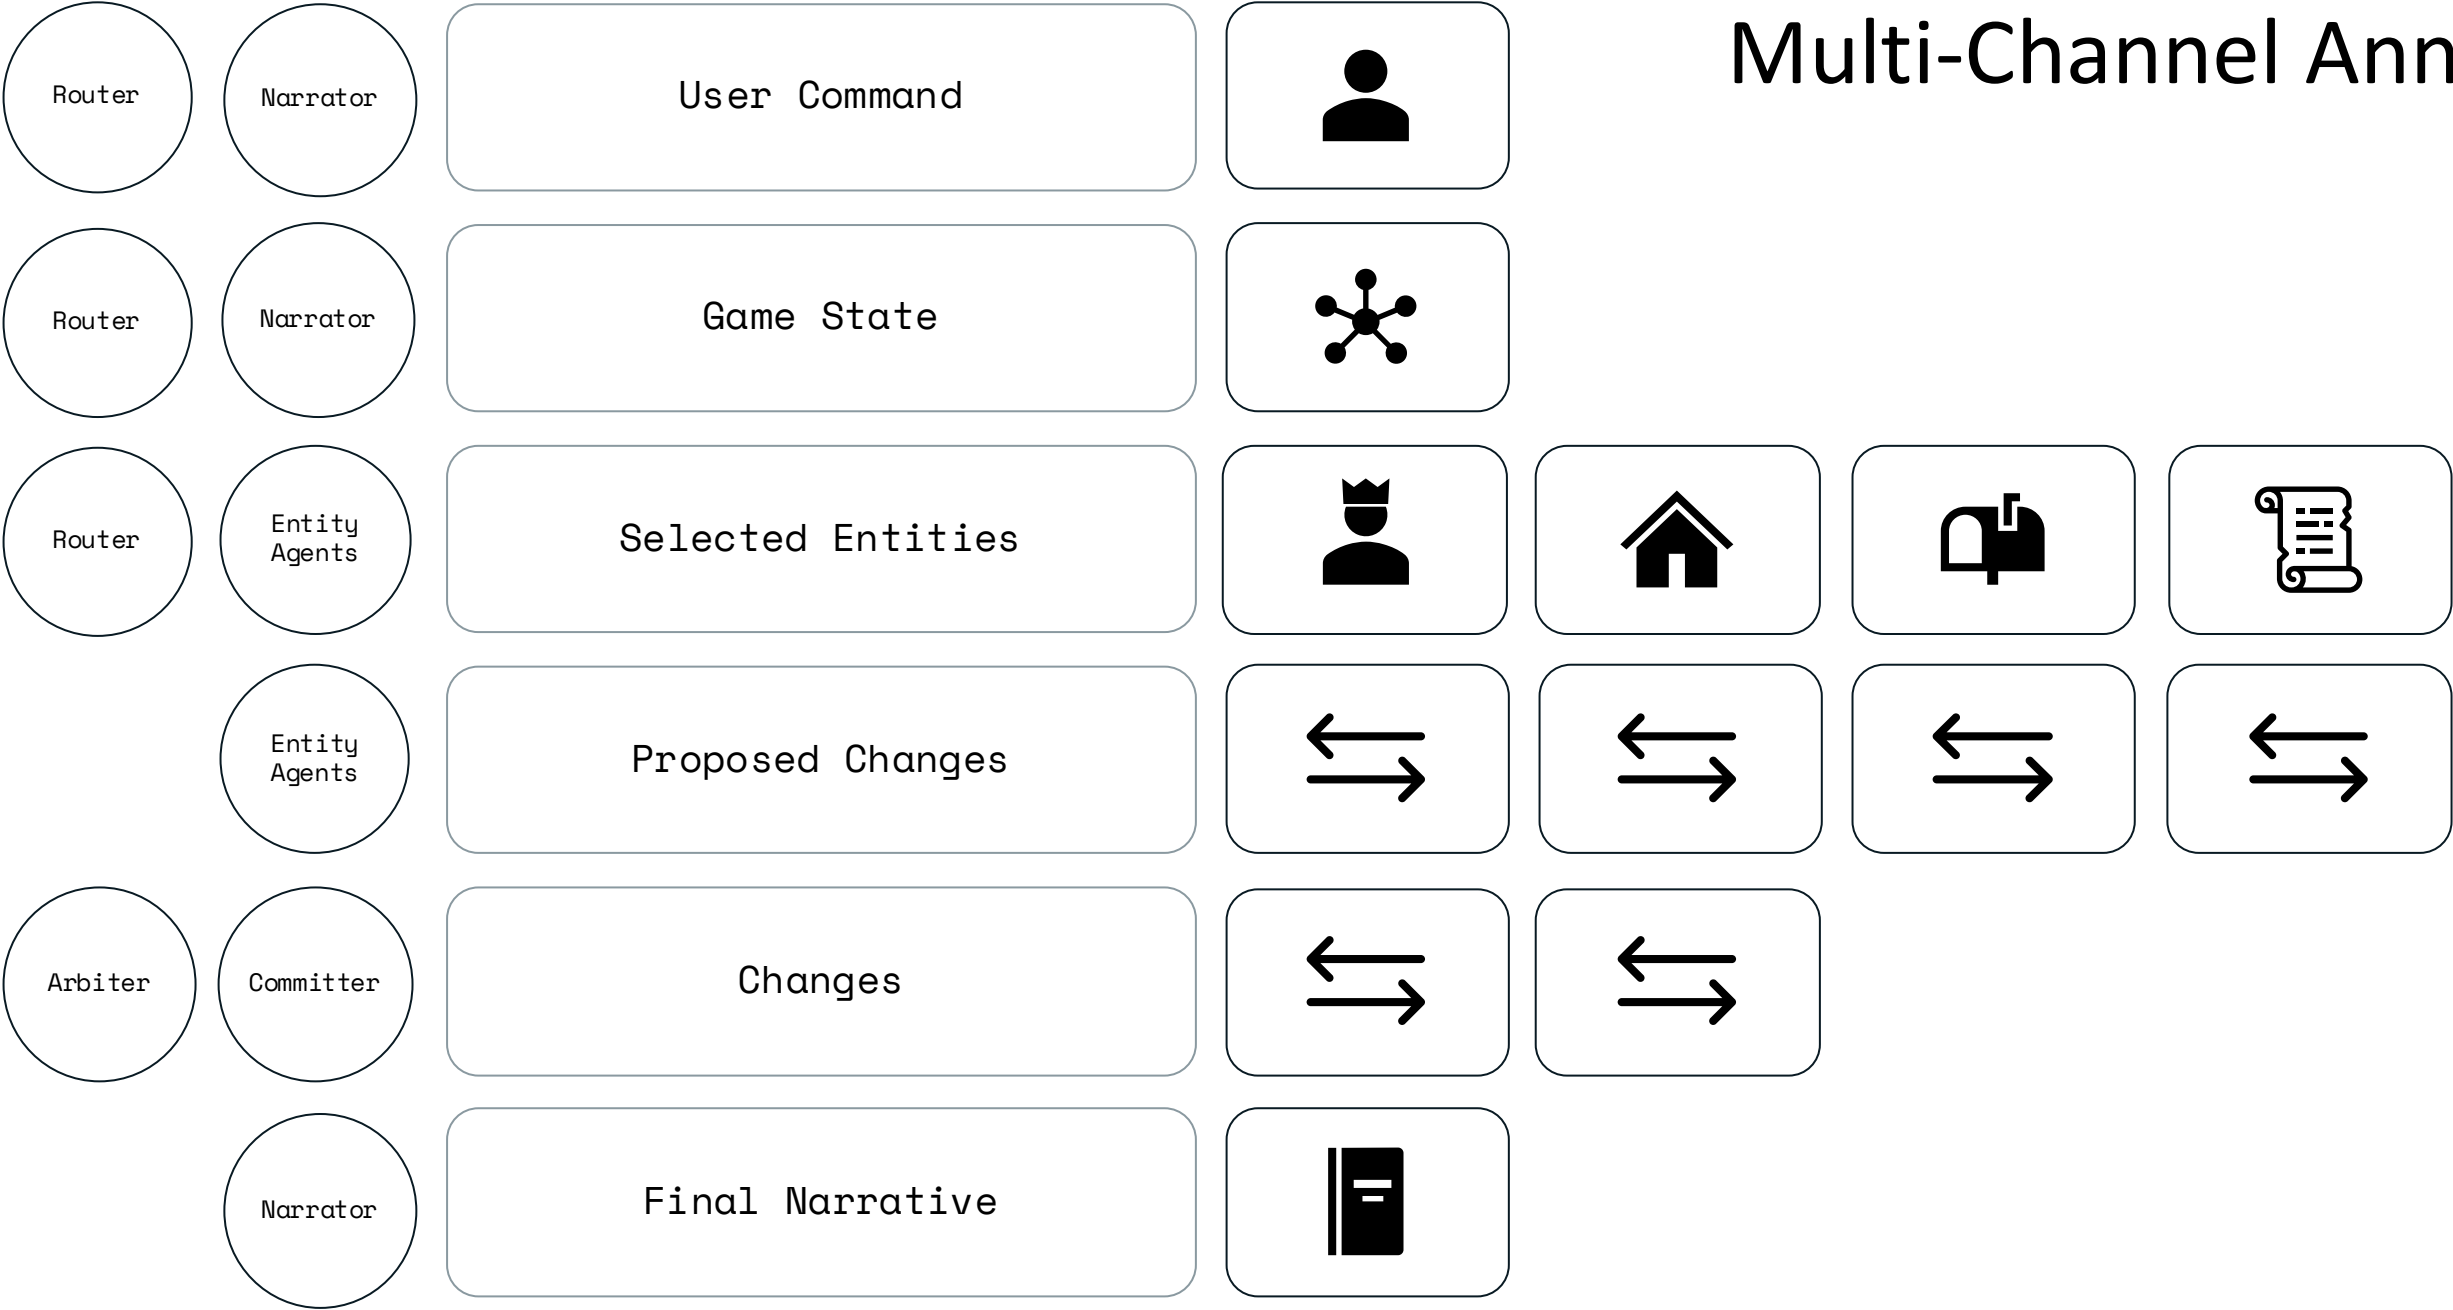 Router
Narrator
User Command
Multi-Channel Ann
Router
Narrator
Game State
Router
Entity
Agents
Selected Entities
Entity
Agents
Proposed Changes
Arbiter
Committer
Changes
Narrator
Final Narrative